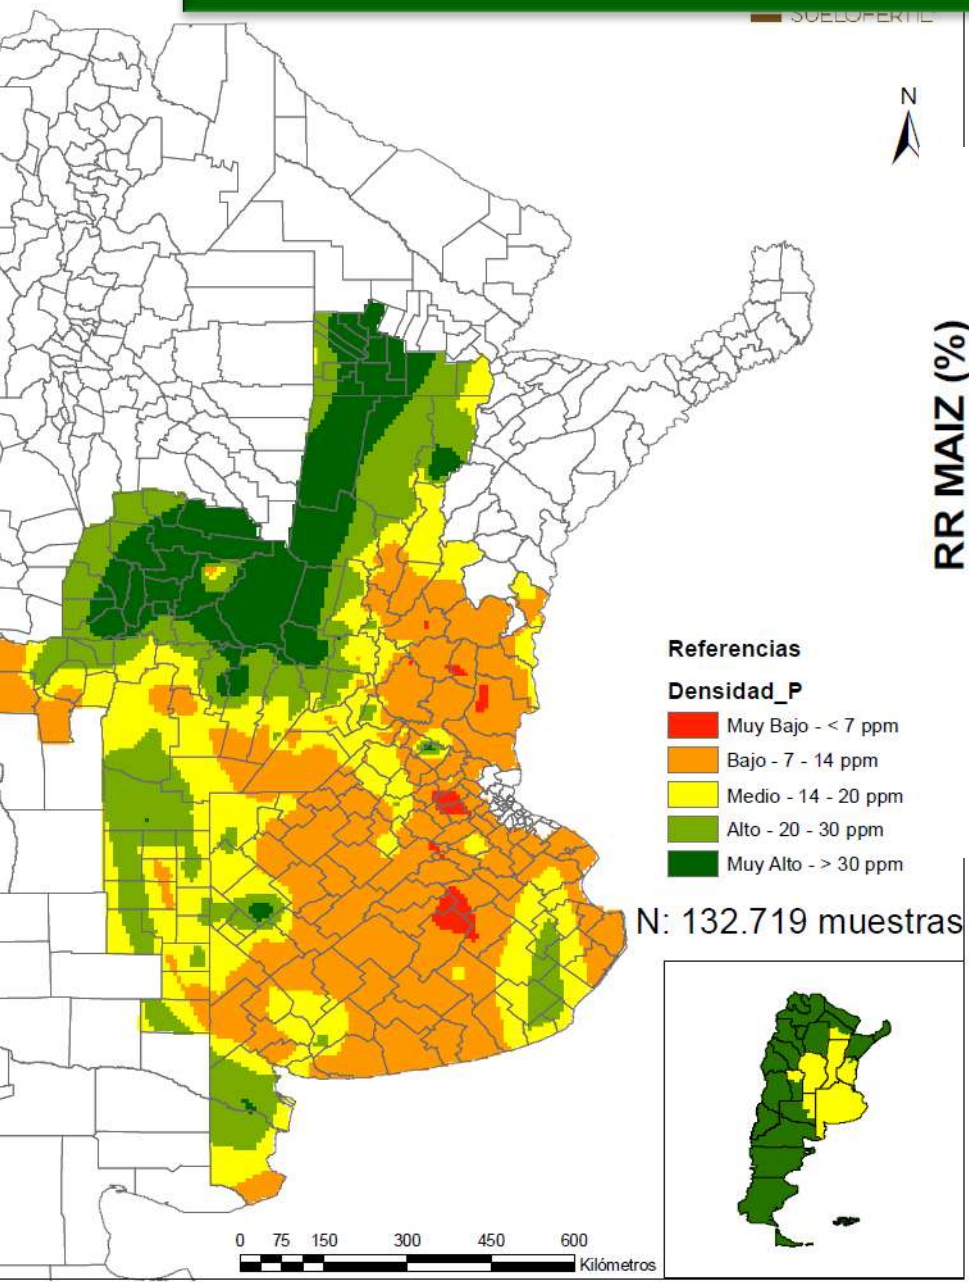 SUELOFERTIL
N
RR MAIZ (%)
Referencias
Densidad_P
Muy Bajo - < 7 ppm
Bajo - 7 - 14 ppm
Medio - 14 - 20 ppm
Alto - 20 - 30 ppm
Muy Alto - > 30 ppm
N: 132.719 muestras
0 75 150 300 450 600
Kilómetros